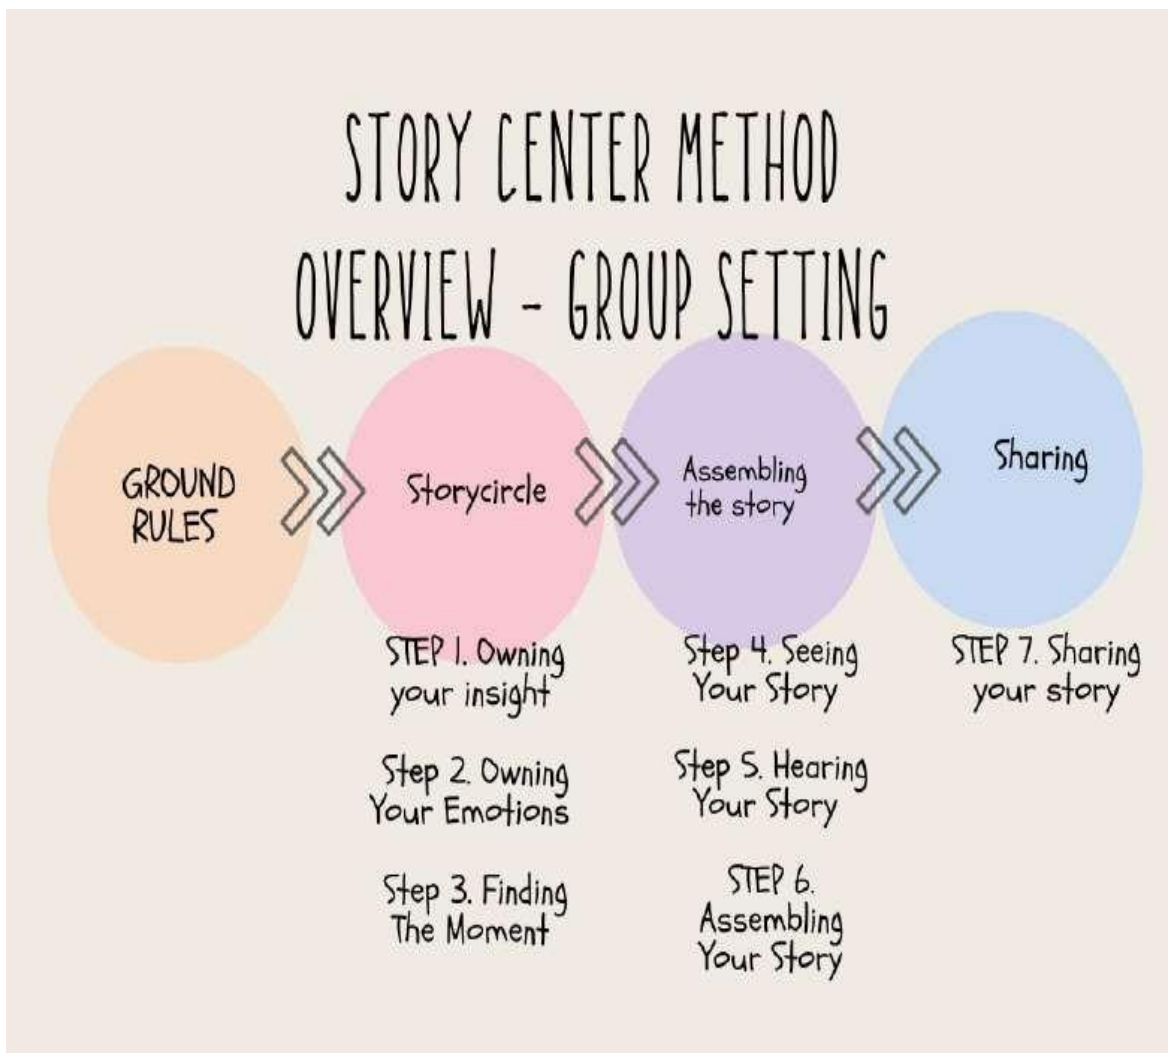 STORY CENTER METHOD
OVERVIEW - GROUP SETTING
GROUND
RULES
Storycircle
Assembling
the story
Sharing
STEP 1. Owning
your insight
Step 2. Owning
Your Emotions
Step 3. Finding
The Moment
Step 4. Seeing
Your Story
Step 5. Hearing
Your Story
STEP 6.
Assembling
Your Story
STEP 7. Sharing
your story